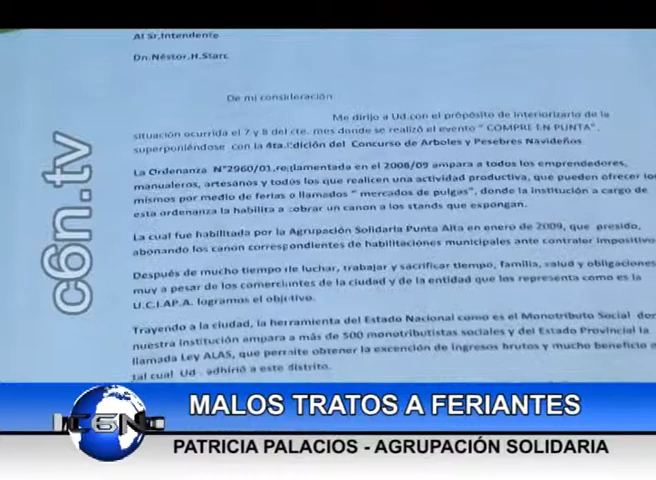 Al Sr,Intendente
Dn.Néstor.H.Starc
De mi consideración
Me dirijo a Ud.con el propósito de interiorizarlo de la
situación ocurrida el 7 y 8 del cte. mes donde se realizó el evento " COMPRE EN PUNTA",
superponiéndose con la 4ta.Edición del Concurso de Arboles y Pesebres Navideños.
La Ordenanza N°2960/01,reglamentada en el 2008/09 ampara a todos los emprendedores,
manualeros, artesanos y todos los que realicen una actividad productiva, que pueden ofrecer los
mismos por medio de ferias o llamados " mercados de pulgas", donde la institución a cargo de
esta ordenanza la habilita a cobrar un canon a los stands que expongan.
La cual fue habilitada por la Agrupación Solidaria Punta Alta en enero de 2009, que presido,
abonando los canon correspondientes de habilitaciones municipales ante contralor impositivo
Después de mucho tiempo de luchar, trabajar y sacrificar tiempo, familia, salud y obligaciones
muy a pesar de los comerciantes de la ciudad y de la entidad que los representa como es la
U.C.I.AP.A. logramos el objetivo.
Trayendo a la ciudad, la herramienta del Estado Nacional como es el Monotributo Social
nuestra Institución ampara a más de 500 monotributistas sociales y del Estado Provincial la
llamada Ley ALAS, que permite obtener la excención de ingresos brutos y mucho beneficio
tal cual Ud. adhirió a este distrito.
c6n.tv
C6N
MALOS TRATOS A FERIANTES
PATRICIA PALACIOS - AGRUPACIÓN SOLIDARIA